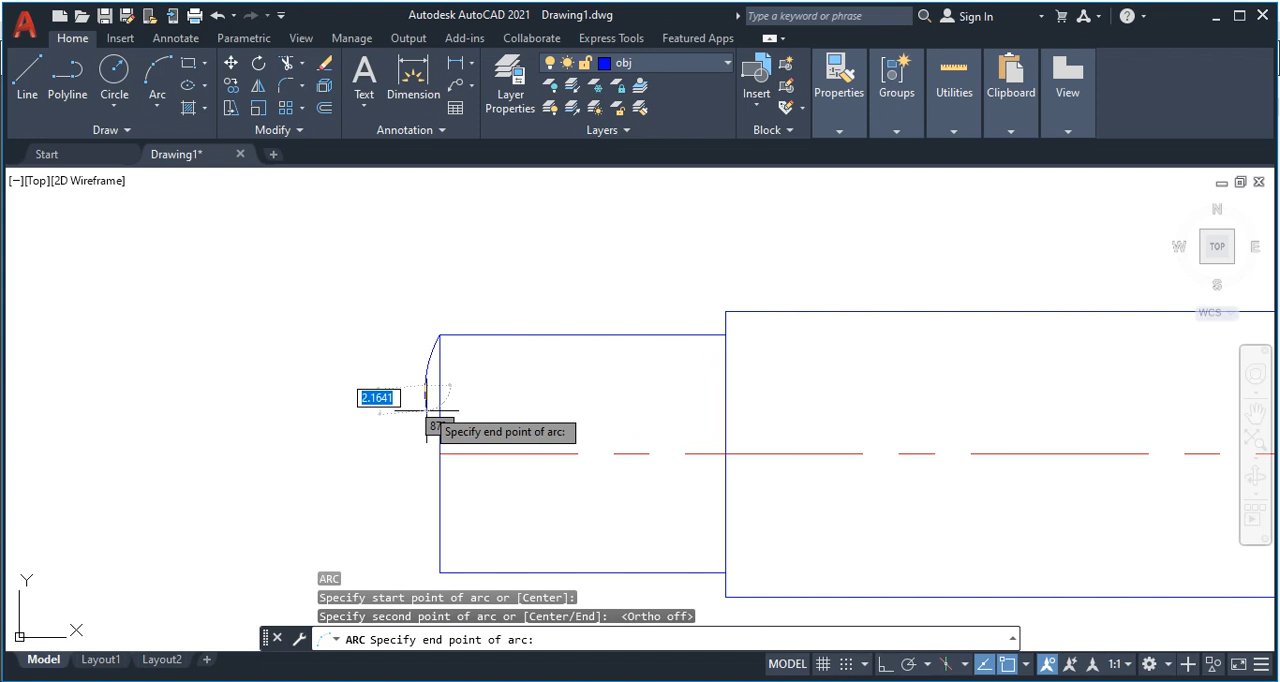 Autodesk AutoCAD 2021 Drawing1.dwg
Type a keyword or phrase
Sign In
Home Insert Annotate Parametric View Manage Output Add-ins Collaborate Express Tools Featured Apps
obj
Line Polyline Circle Arc Text Dimension Layer Properties Insert Properties Groups Utilities Clipboard View
Draw Modify Annotation Layers Block
Start Drawing1*
[−][Top][2D Wireframe]
N
W TOP E
S
WCS
2.1641
87
Specify end point of arc:
Y
X
ARC
Specify start point of arc or [Center]:
Specify second point of arc or [Center/End]: <Ortho off>
ARC Specify end point of arc:
Model Layout1 Layout2 MODEL 1:1